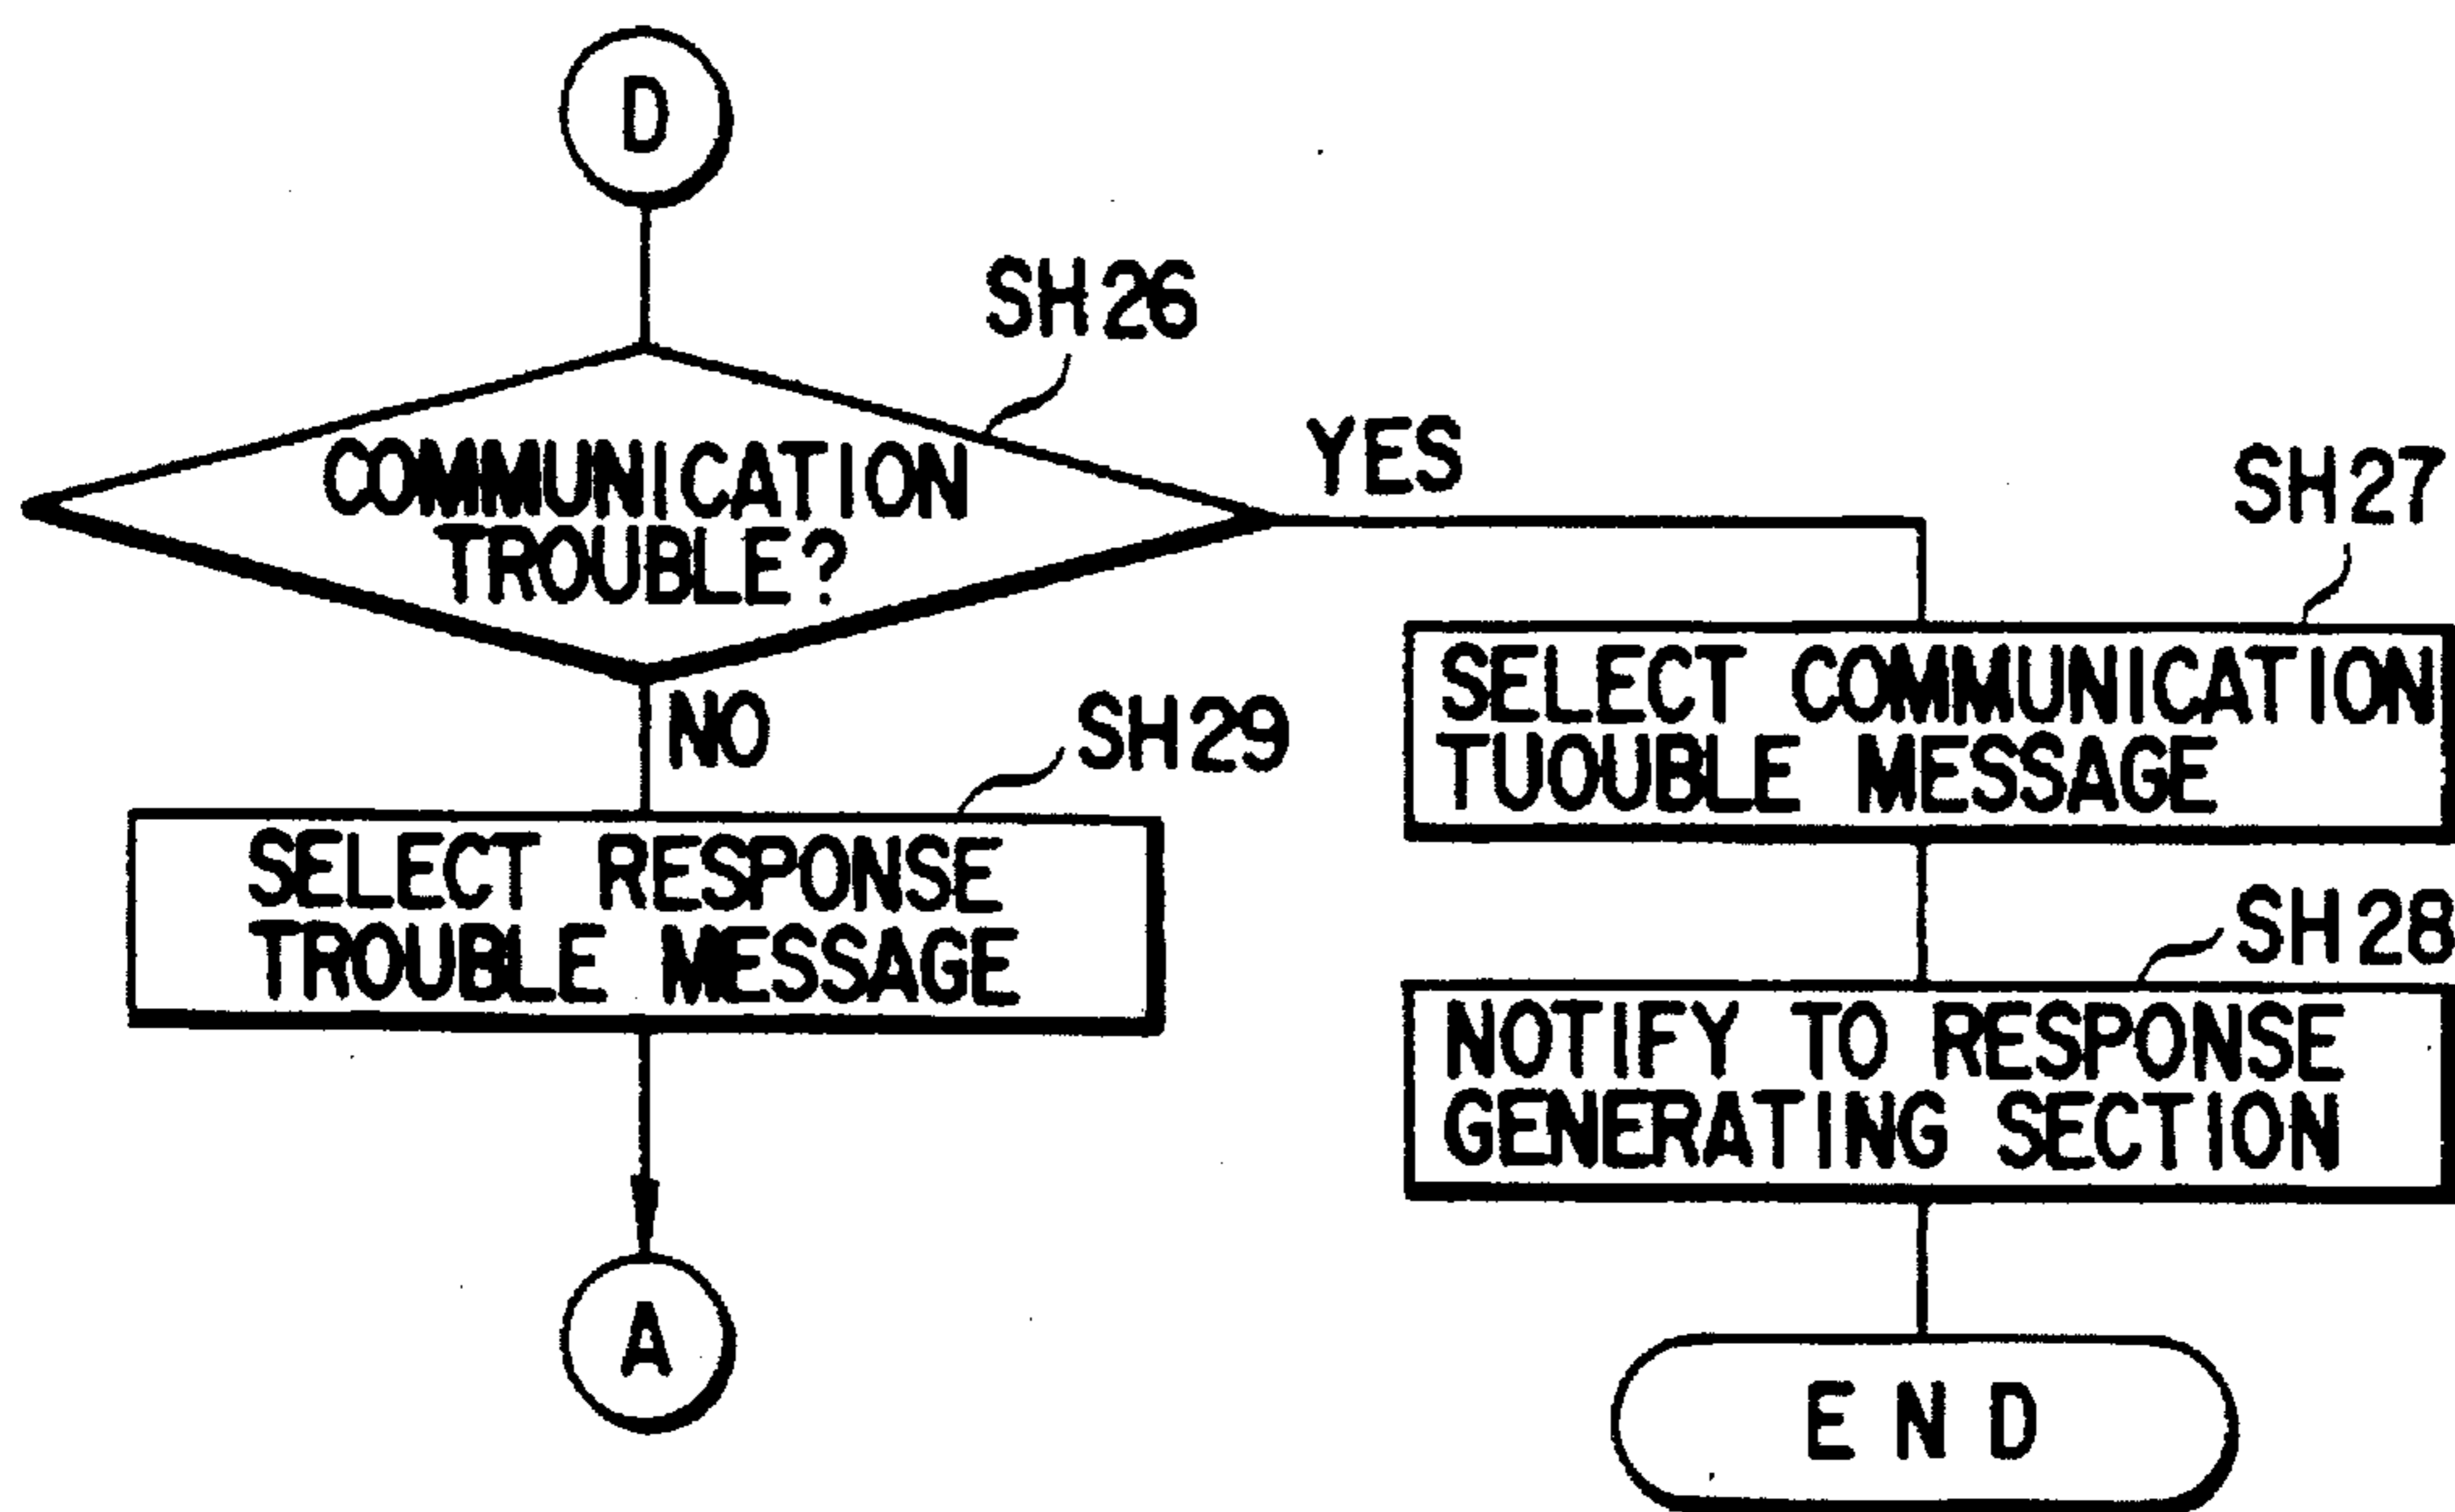 D
SH26
COMMUNICATION
TROUBLE?
YES
SH27
SELECT COMMUNICATION
TUOUBLE MESSAGE
NO
SH29
SELECT RESPONSE
TROUBLE MESSAGE
SH28
NOTIFY TO RESPONSE
GENERATING SECTION
A
END